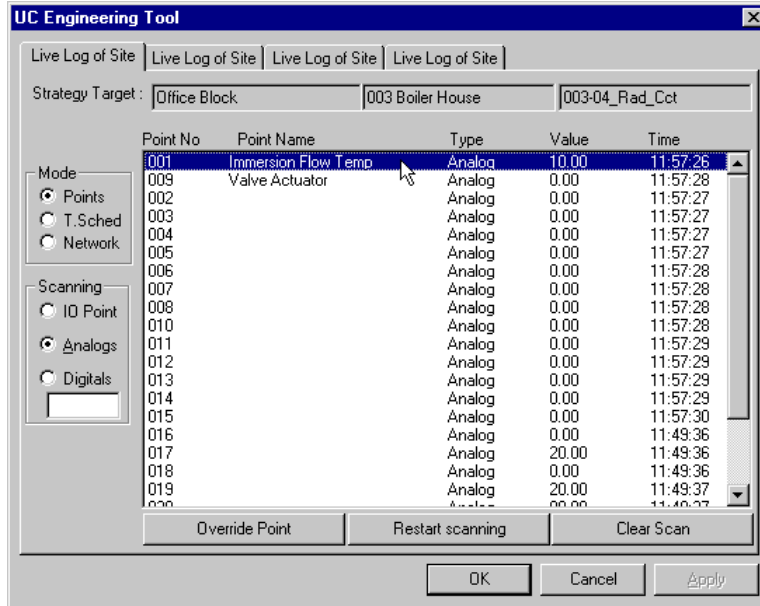 UC Engineering Tool
Live Log of Site Live Log of Site Live Log of Site Live Log of Site
Strategy Target : Office Block 003 Boiler House 003-04_Rad_Cct
Point No Point Name Type Value Time
Mode
Points
T.Sched
Network
Scanning
IO Point
Analogs
Digitals
001 Immersion Flow Temp Analog 10.00 11:57:26
009 Valve Actuator Analog 0.00 11:57:28
002 Analog 0.00 11:57:27
003 Analog 0.00 11:57:27
004 Analog 0.00 11:57:27
005 Analog 0.00 11:57:27
006 Analog 0.00 11:57:28
007 Analog 0.00 11:57:28
008 Analog 0.00 11:57:28
010 Analog 0.00 11:57:28
011 Analog 0.00 11:57:29
012 Analog 0.00 11:57:29
013 Analog 0.00 11:57:29
014 Analog 0.00 11:57:29
015 Analog 0.00 11:57:30
016 Analog 0.00 11:49:36
017 Analog 20.00 11:49:36
018 Analog 0.00 11:49:36
019 Analog 20.00 11:49:37
Override Point Restart scanning Clear Scan
OK Cancel Apply